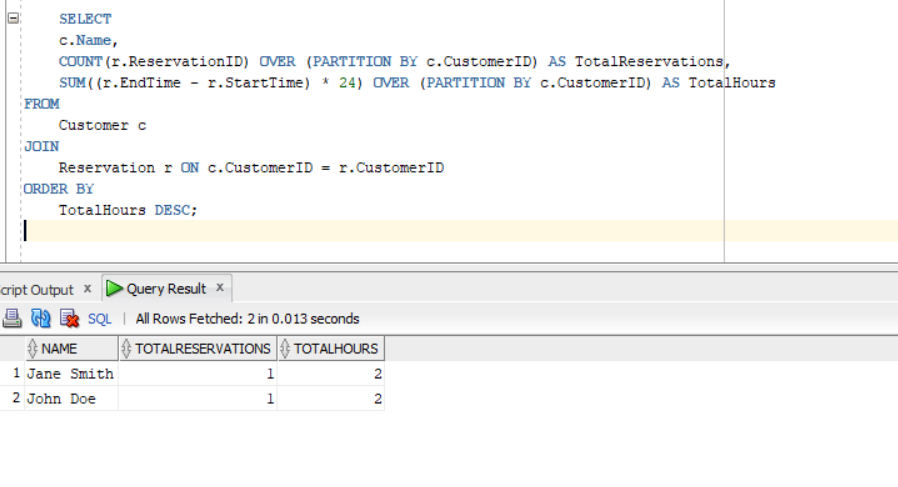 SELECT
c.Name,
COUNT(r.ReservationID) OVER (PARTITION BY c.CustomerID) AS TotalReservations,
SUM((r.EndTime - r.StartTime) * 24) OVER (PARTITION BY c.CustomerID) AS TotalHours
FROM
Customer c
JOIN
Reservation r ON c.CustomerID = r.CustomerID
ORDER BY
TotalHours DESC;
cript Output x Query Result x
SQL | All Rows Fetched: 2 in 0.013 seconds
NAME TOTALRESERVATIONS TOTALHOURS
1 Jane Smith 1 2
2 John Doe 1 2